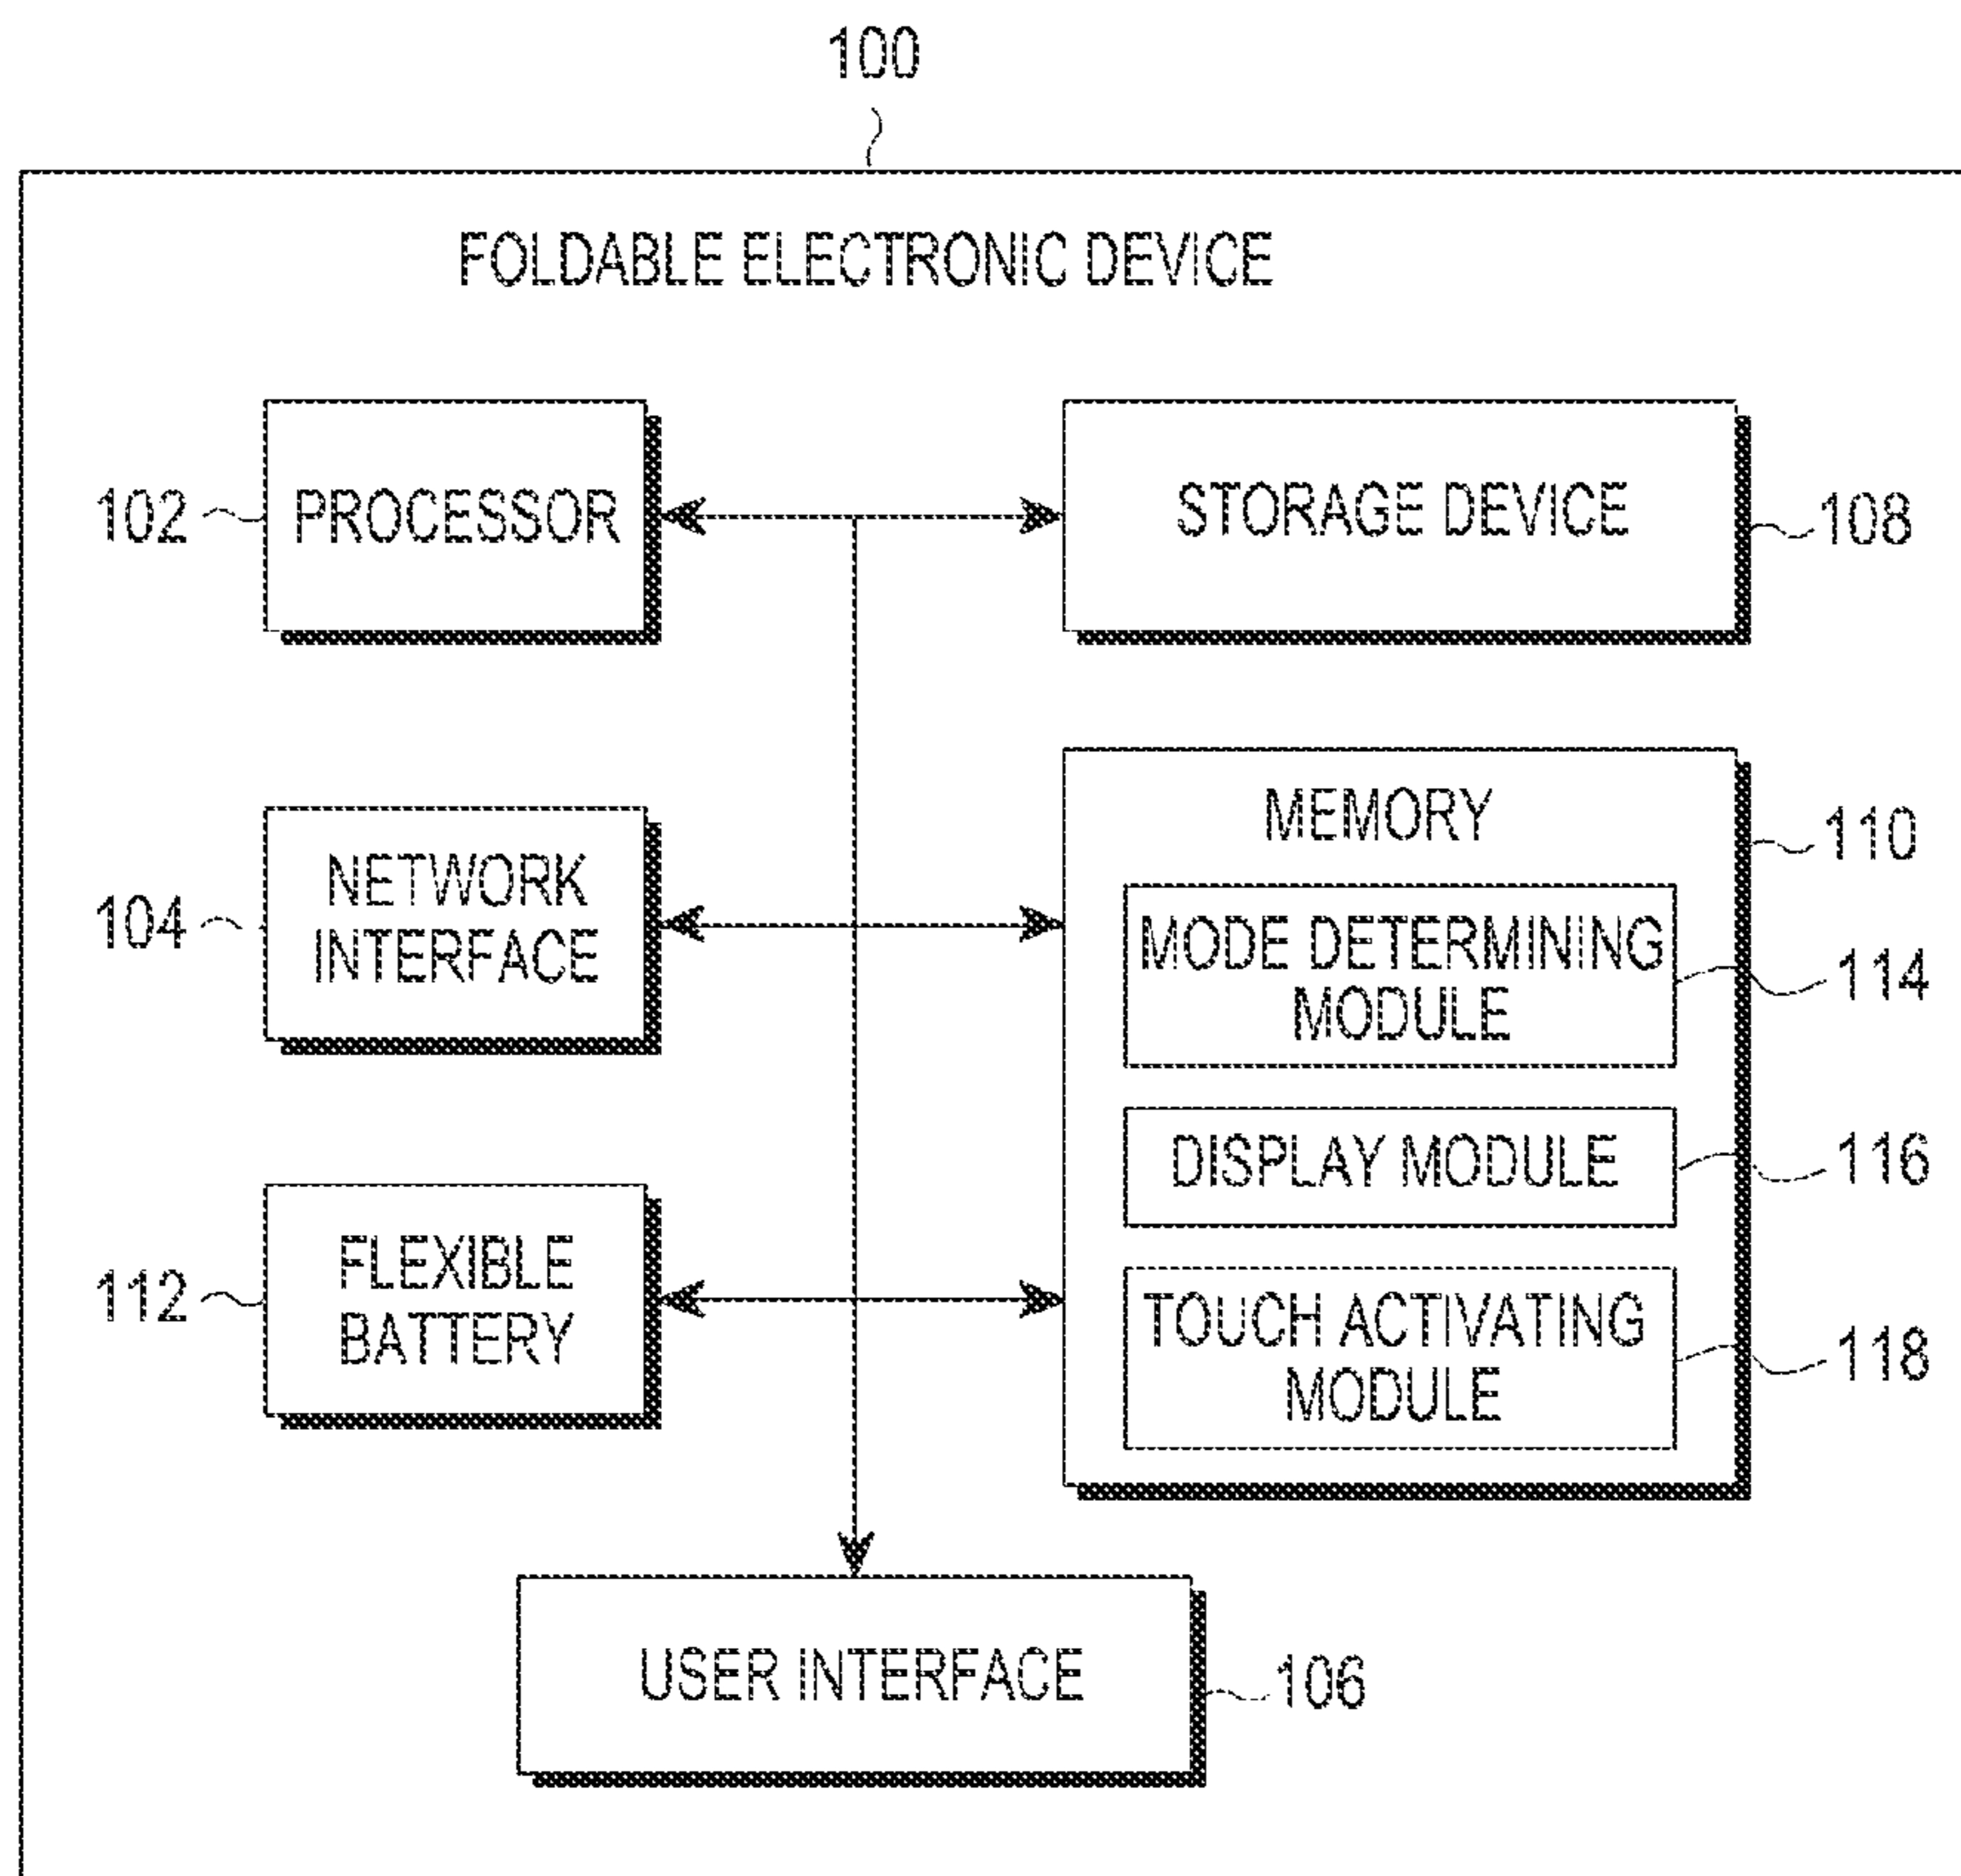 100
FOLDABLE ELECTRONIC DEVICE
102
PROCESSOR
STORAGE DEVICE
108
104
NETWORK
INTERFACE
MEMORY
110
MODE DETERMINING
MODULE
114
DISPLAY MODULE
116
112
FLEXIBLE
BATTERY
TOUCH ACTIVATING
MODULE
118
USER INTERFACE
106